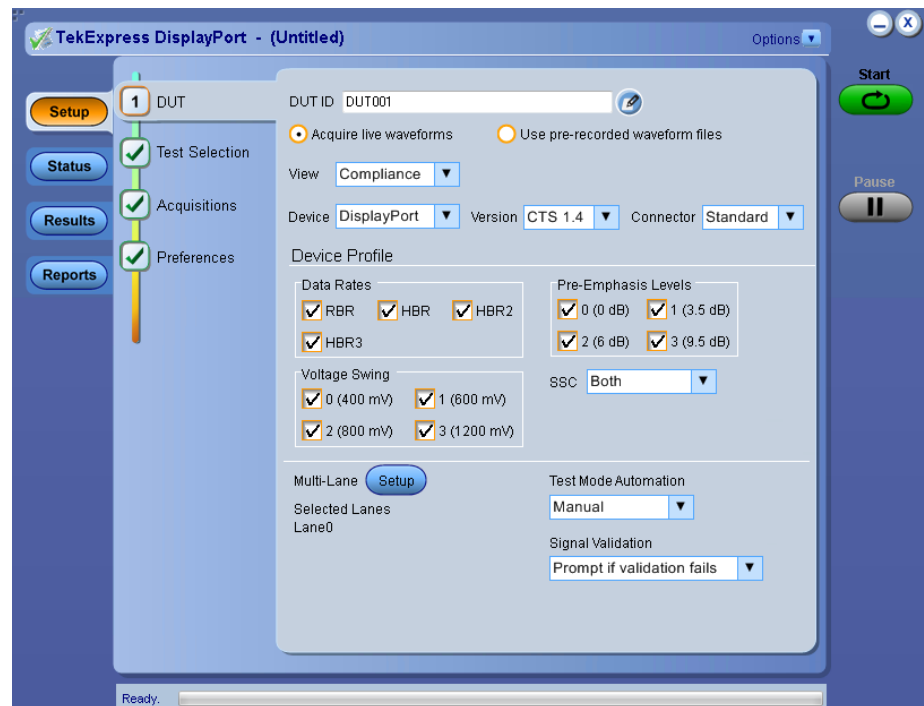 TekExpress DisplayPort - (Untitled)
Options
Start
Pause
Setup
Status
Results
Reports
1 DUT
Test Selection
Acquisitions
Preferences
DUT ID DUT001
Acquire live waveforms Use pre-recorded waveform files
View Compliance
Device DisplayPort Version CTS 1.4 Connector Standard
Device Profile
Data Rates
RBR HBR HBR2
HBR3
Pre-Emphasis Levels
0 (0 dB) 1 (3.5 dB)
2 (6 dB) 3 (9.5 dB)
Voltage Swing
0 (400 mV) 1 (600 mV)
2 (800 mV) 3 (1200 mV)
SSC Both
Multi-Lane Setup
Selected Lanes
Lane0
Test Mode Automation
Manual
Signal Validation
Prompt if validation fails
Ready.